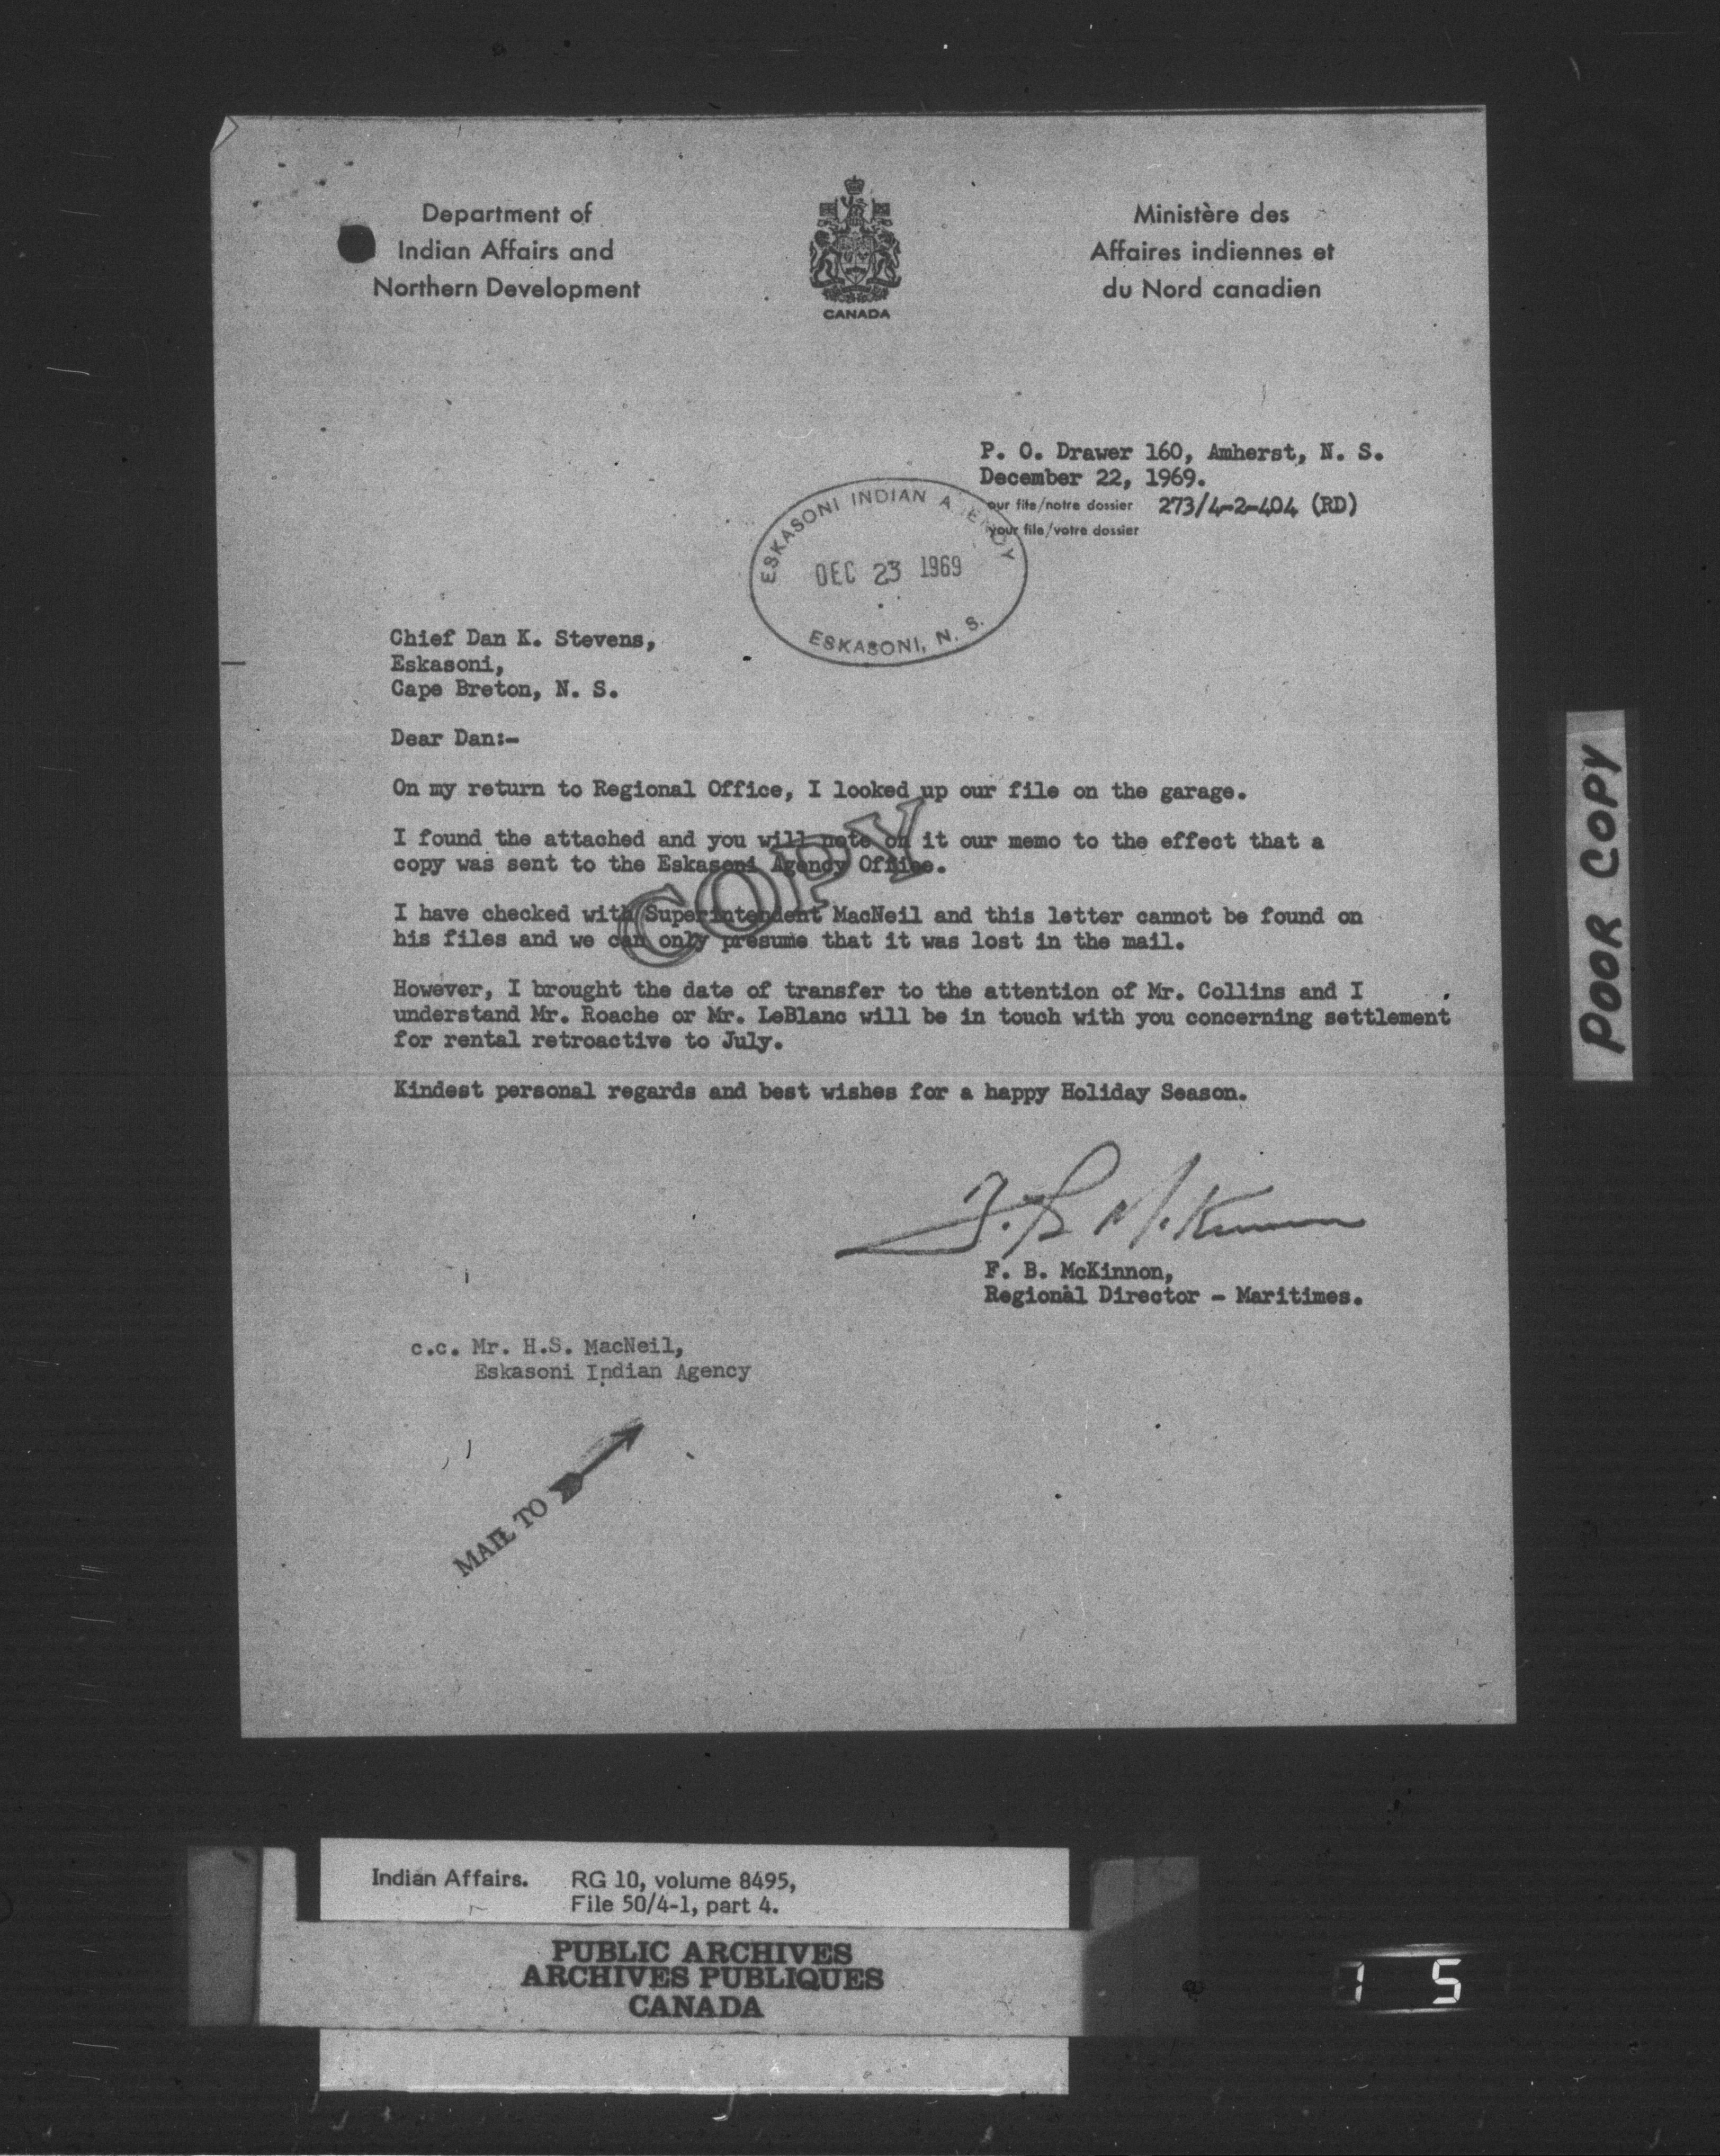 Department of
Indian Affairs and
Northern Development
CANADA
Ministère des
Affaires indiennes et
du Nord canadien
P. O. Drawer 160, Amherst, N. S.
December 22, 1969.
our file/notre dossier 273/4-2-404 (RD)
your file/votre dossier
ESKASONI INDIAN AGENCY
DEC 23 1969
ESKASONI, N. S.
Chief Dan K. Stevens,
Eskasoni,
Cape Breton, N. S.
Dear Dan:-
On my return to Regional Office, I looked up our file on the garage.
I found the attached and you will note on it our memo to the effect that a
copy was sent to the Eskasoni Agency Office.
COPY
I have checked with Superintendent MacNeil and this letter cannot be found on
his files and we can only presume that it was lost in the mail.
However, I brought the date of transfer to the attention of Mr. Collins and I
understand Mr. Roache or Mr. LeBlanc will be in touch with you concerning settlement
for rental retroactive to July.
Kindest personal regards and best wishes for a happy Holiday Season.
F. B. McKinnon
F. B. McKinnon,
Regional Director - Maritimes.
c.c. Mr. H.S. MacNeil,
Eskasoni Indian Agency
MAIL TO
POOR COPY
Indian Affairs. RG 10, volume 8495,
File 50/4-1, part 4.
PUBLIC ARCHIVES
ARCHIVES PUBLIQUES
CANADA
1 5